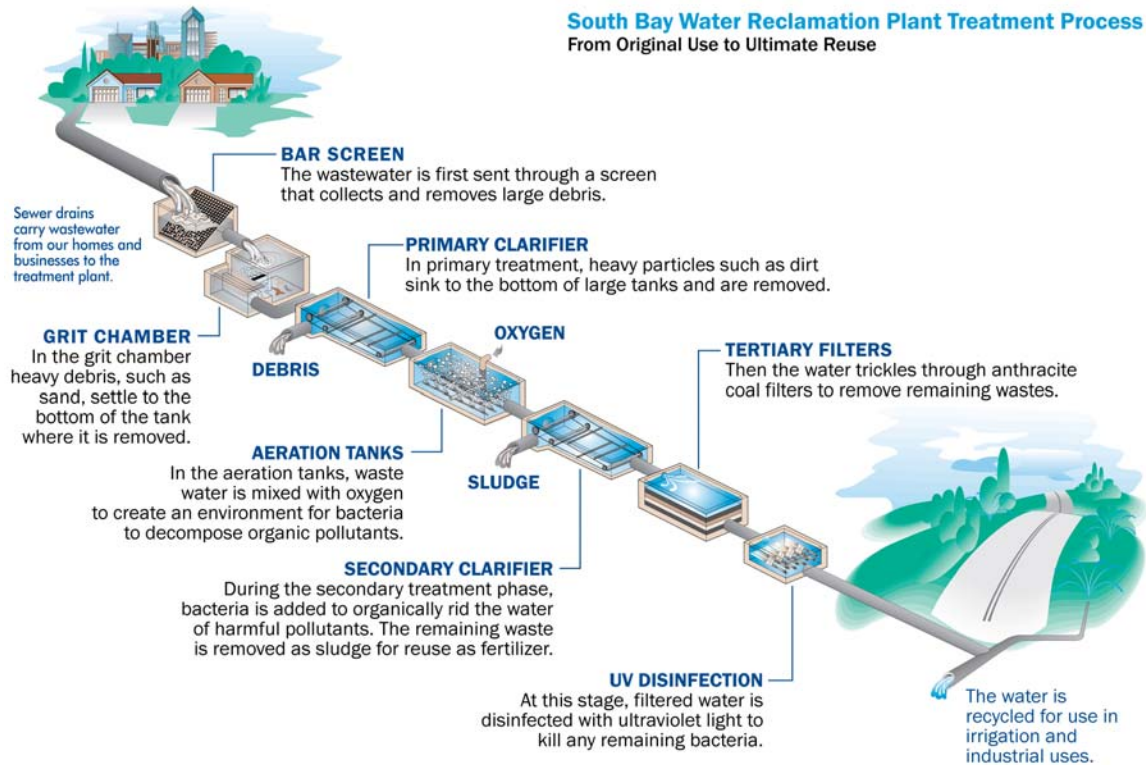 South Bay Water Reclamation Plant Treatment Process
From Original Use to Ultimate Reuse
BAR SCREEN
The wastewater is first sent through a screen
that collects and removes large debris.
Sewer drains
carry wastewater
from our homes and
businesses to the
treatment plant.
PRIMARY CLARIFIER
In primary treatment, heavy particles such as dirt
sink to the bottom of large tanks and are removed.
GRIT CHAMBER
In the grit chamber
heavy debris, such as
sand, settle to the
bottom of the tank
where it is removed.
DEBRIS
OXYGEN
TERTIARY FILTERS
Then the water trickles through anthracite
coal filters to remove remaining wastes.
AERATION TANKS
In the aeration tanks, waste
water is mixed with oxygen
to create an environment for bacteria
to decompose organic pollutants.
SLUDGE
SECONDARY CLARIFIER
During the secondary treatment phase,
bacteria is added to organically rid the water
of harmful pollutants. The remaining waste
is removed as sludge for reuse as fertilizer.
UV DISINFECTION
At this stage, filtered water is
disinfected with ultraviolet light to
kill any remaining bacteria.
The water is
recycled for use in
irrigation and
industrial uses.